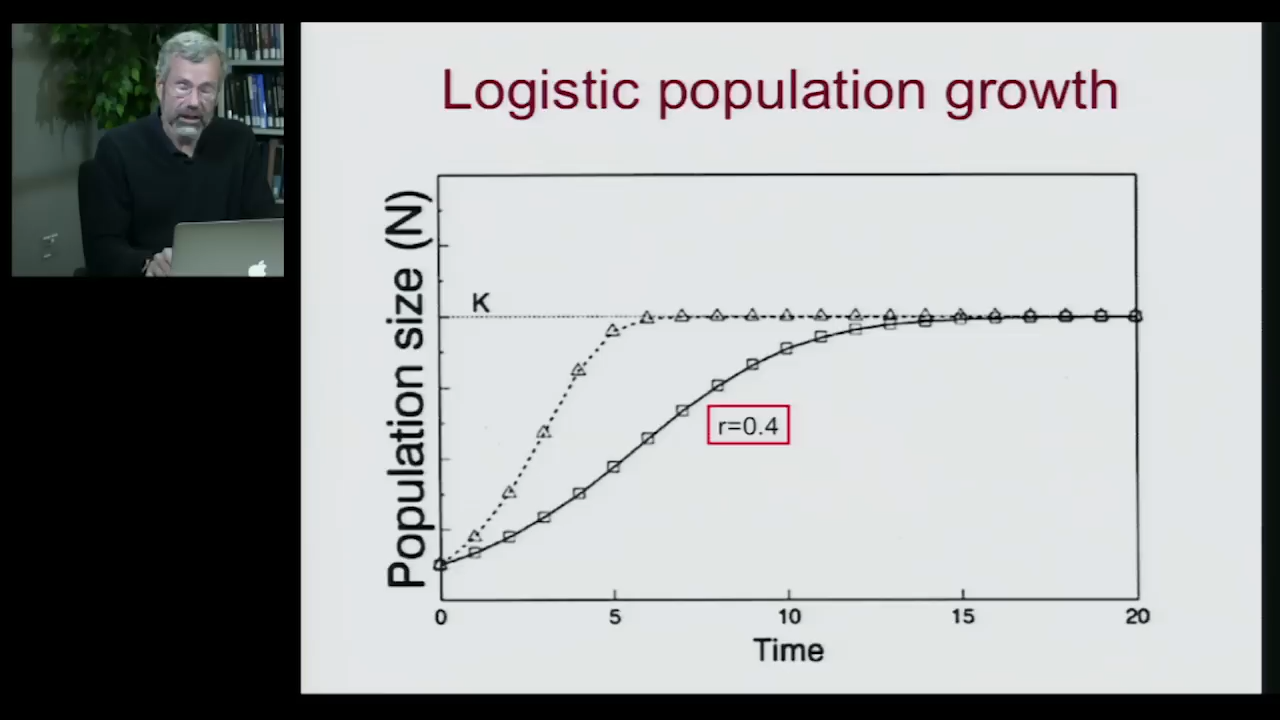 Logistic population growth
Population size (N)
K
r=0.4
0 5 10 15 20
Time